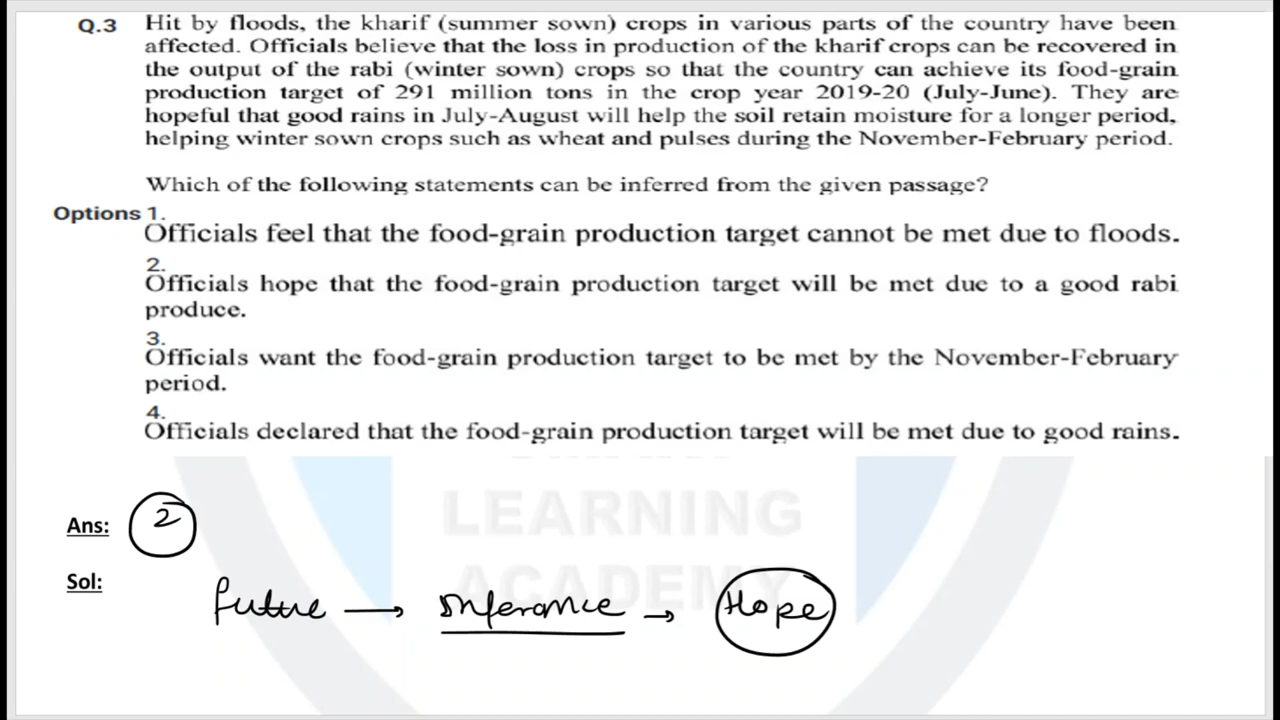 Q.3 Hit by floods, the kharif (summer sown) crops in various parts of the country have been
affected. Officials believe that the loss in production of the kharif crops can be recovered in
the output of the rabi (winter sown) crops so that the country can achieve its food-grain
production target of 291 million tons in the crop year 2019-20 (July-June). They are
hopeful that good rains in July-August will help the soil retain moisture for a longer period,
helping winter sown crops such as wheat and pulses during the November-February period.
Which of the following statements can be inferred from the given passage?
Options 1.
Officials feel that the food-grain production target cannot be met due to floods.
2.
Officials hope that the food-grain production target will be met due to a good rabi
produce.
3.
Officials want the food-grain production target to be met by the November-February
period.
4.
Officials declared that the food-grain production target will be met due to good rains.
LEARNING
Ans: 2
ACADEMY
Sol:
future → Inferance → Hope